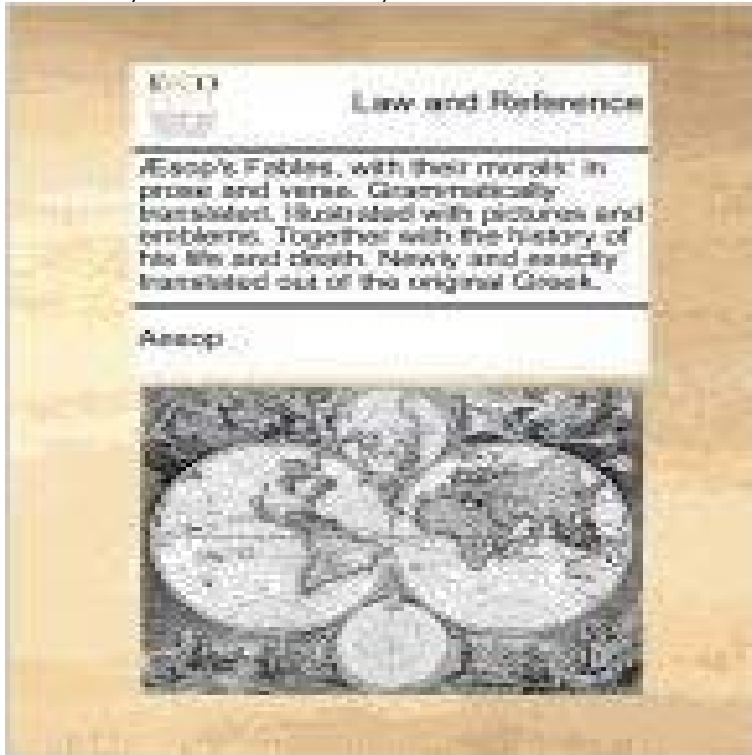 ECCO
Law and Reference
Æsop's Fables, with their morals: in
prose and verse. Grammatically
translated. Illustrated with pictures and
emblems. Together with the history of
his life and death. Newly and exactly
translated out of the original Greek.
Aesop